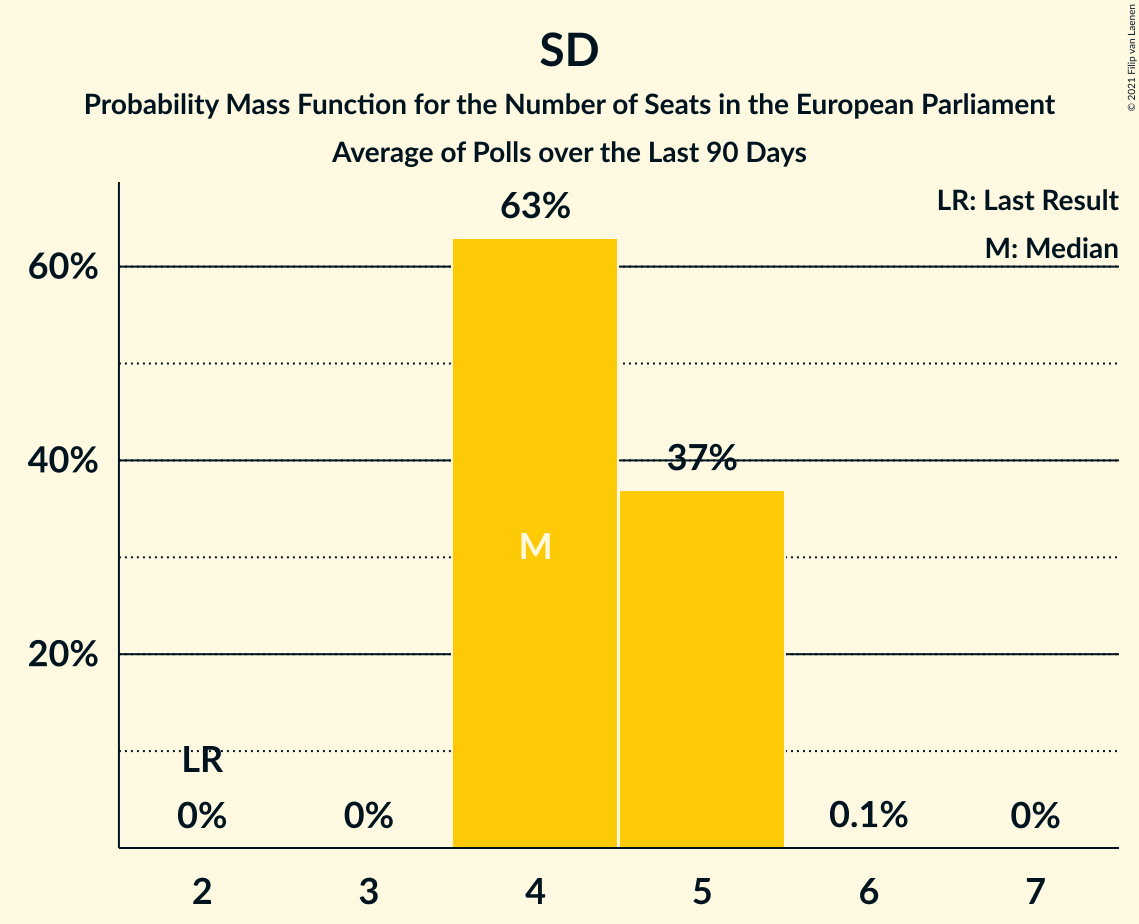 SD
Probability Mass Function for the Number of Seats in the European Parliament
Average of Polls over the Last 90 Days
© 2021 Filip van Laenen
LR: Last Result
M: Median
63%
60%
40%
37%
M
20%
LR
0%
0%
0.1%
0%
2
3
4
5
6
7